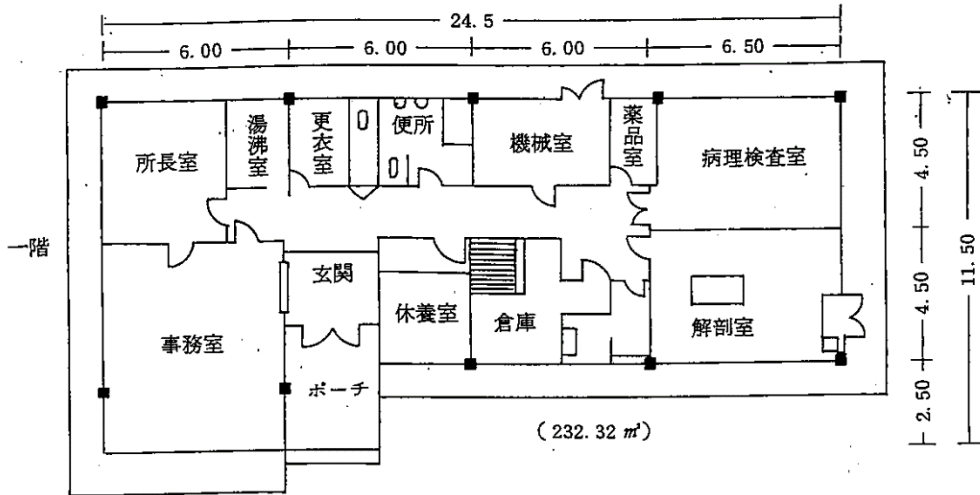 24.5
6.00
6.00
6.00
6.50
所長室
湯沸室
更衣室
便所
機械室
薬品室
病理検査室
4.50
一階
11.50
玄関
休養室
倉庫
解剖室
4.50
事務室
ポーチ
2.50
(232.32 ㎡)